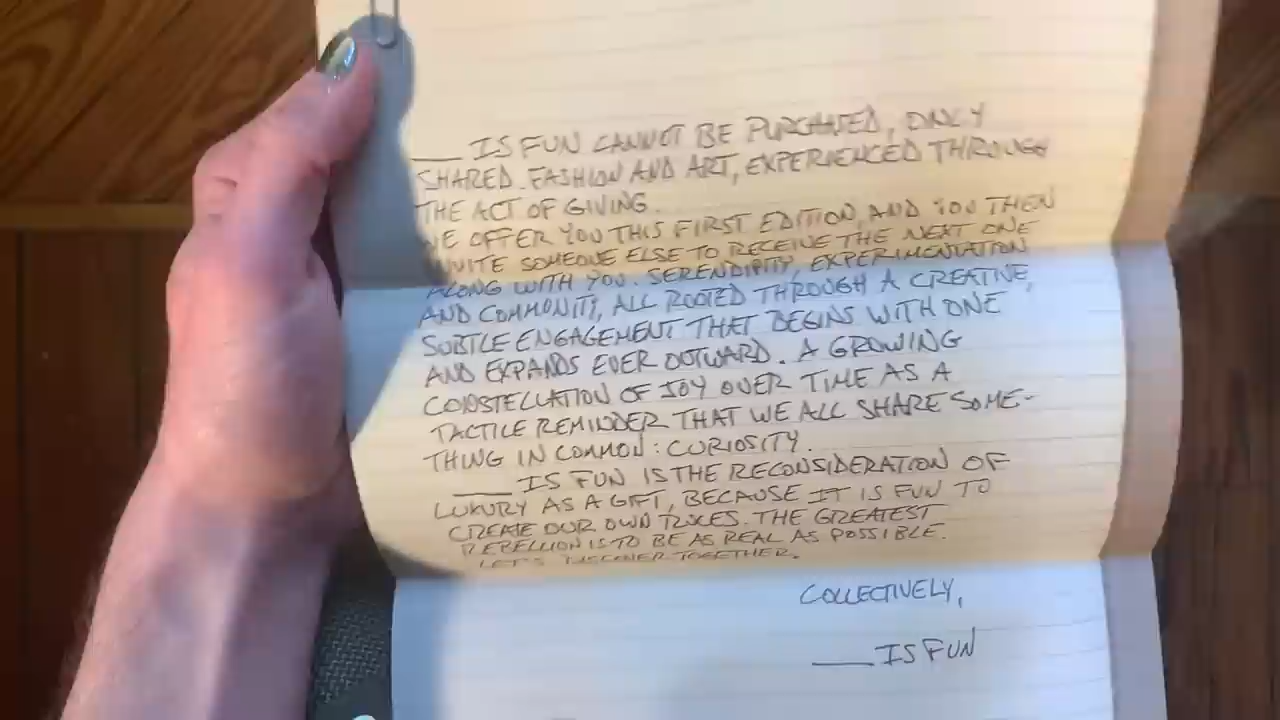 ___ IS FUN CANNOT BE PURCHASED, ONLY
SHARED. FASHION AND ART, EXPERIENCED THROUGH
THE ACT OF GIVING.
WE OFFER YOU THIS FIRST EDITION, AND YOU THEN
INVITE SOMEONE ELSE TO RECEIVE THE NEXT ONE
ALONG WITH YOU. SERENDIPITY, EXPERIMENTATION
AND COMMUNITY, ALL ROOTED THROUGH A CREATIVE,
SUBTLE ENGAGEMENT THAT BEGINS WITH ONE
AND EXPANDS EVER OUTWARD. A GROWING
CONSTELLATION OF JOY OVER TIME AS A
TACTILE REMINDER THAT WE ALL SHARE SOME-
THING IN COMMON: CURIOSITY.
___ IS FUN IS THE RECONSIDERATION OF
LUXURY AS A GIFT, BECAUSE IT IS FUN TO
CREATE OUR OWN RULES. THE GREATEST
REBELLION IS TO BE AS REAL AS POSSIBLE.
LET'S DISCOVER TOGETHER.
COLLECTIVELY,
___ IS FUN